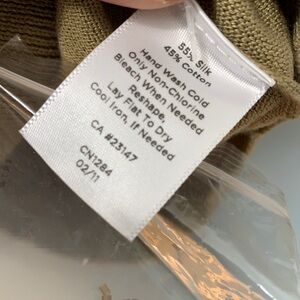 55% Silk
45% Cotton
Hand Wash Cold
Only Non-Chlorine
Bleach When Needed
Reshape,
Lay Flat To Dry
Cool Iron, If Needed
CA #23147
CN1284
02/11